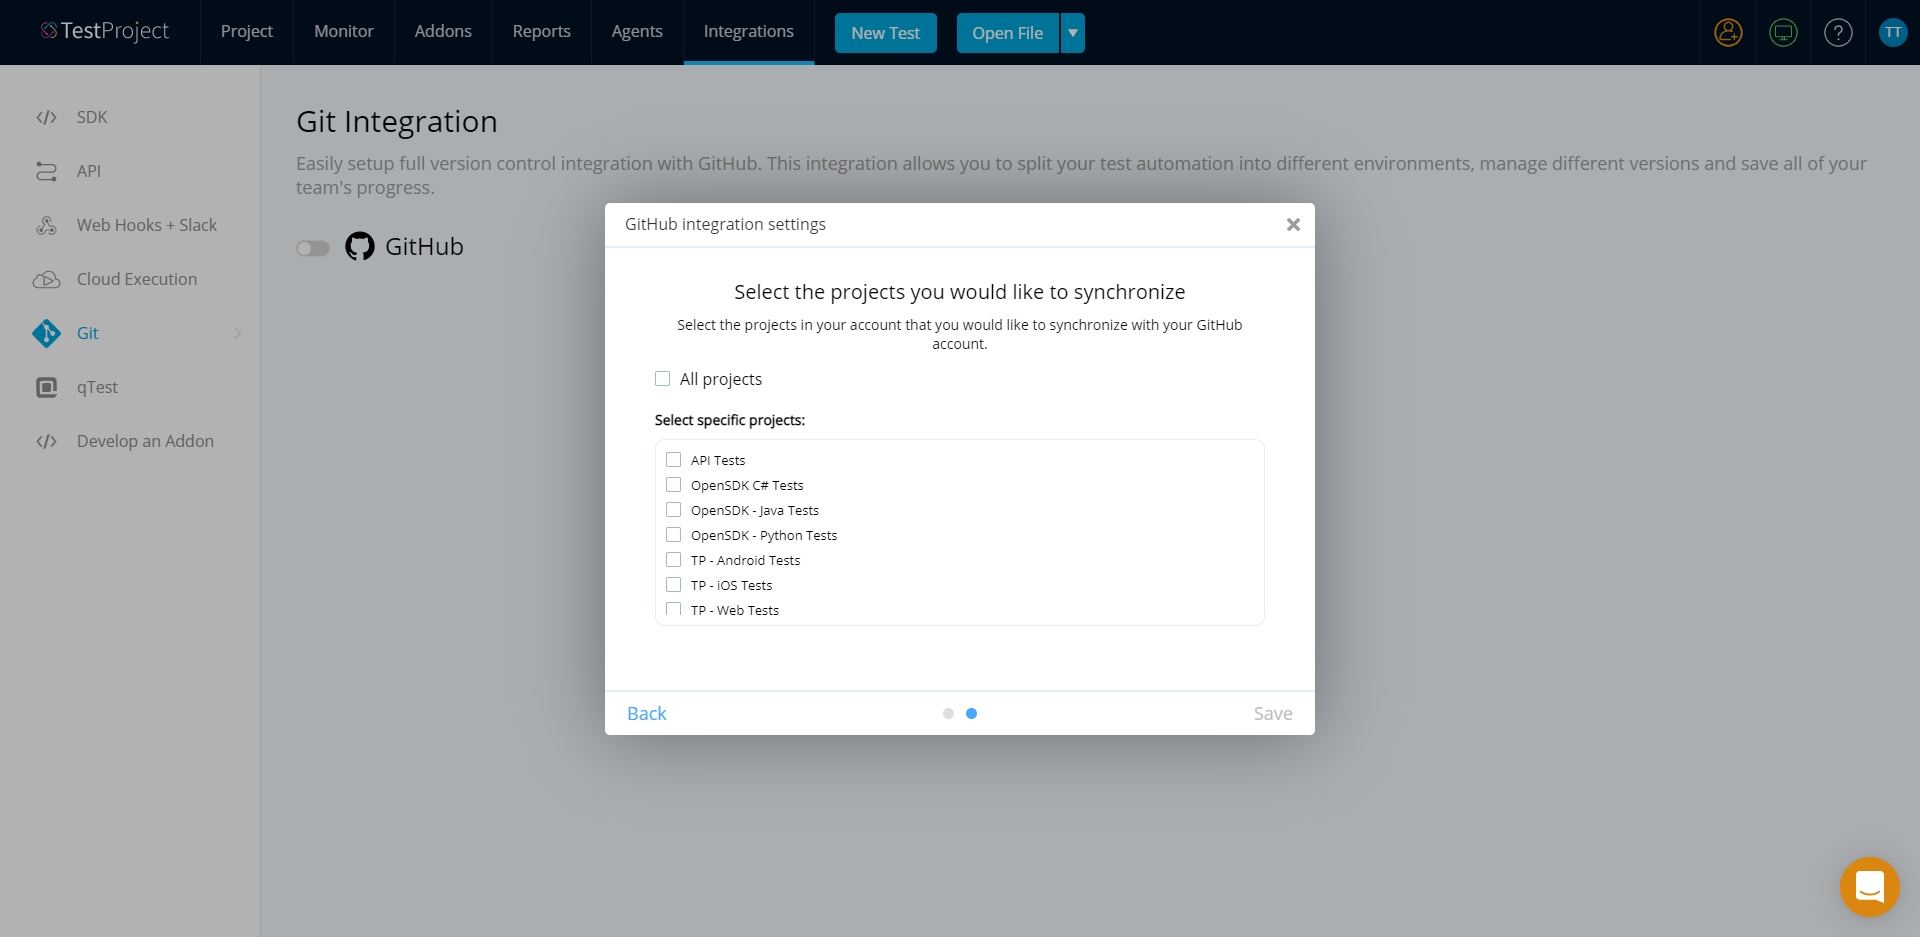 TestProject
Project
Monitor
Addons
Reports
Agents
Integrations
New Test
Open File
?
TT
SDK
API
Web Hooks + Slack
Cloud Execution
Git
qTest
Develop an Addon
Git Integration
Easily setup full version control integration with GitHub. This integration allows you to split your test automation into different environments, manage different versions and save all of your
team's progress.
GitHub
GitHub integration settings
Select the projects you would like to synchronize
Select the projects in your account that you would like to synchronize with your GitHub
account.
All projects
Select specific projects:
API Tests
OpenSDK C# Tests
OpenSDK - Java Tests
OpenSDK - Python Tests
TP - Android Tests
TP - iOS Tests
TP - Web Tests
Back
Save